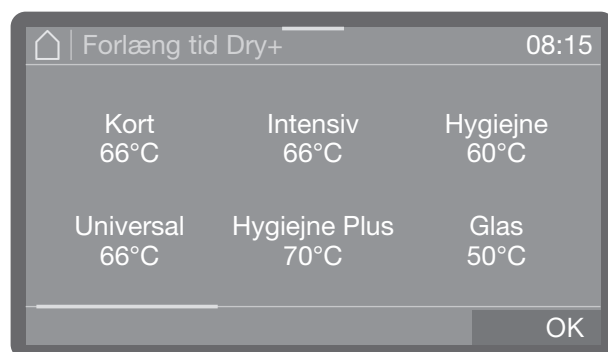 Forlæng tid Dry+ 08:15
Kort Intensiv Hygiejne
66°C 66°C 60°C
Universal Hygiejne Plus Glas
66°C 70°C 50°C
OK